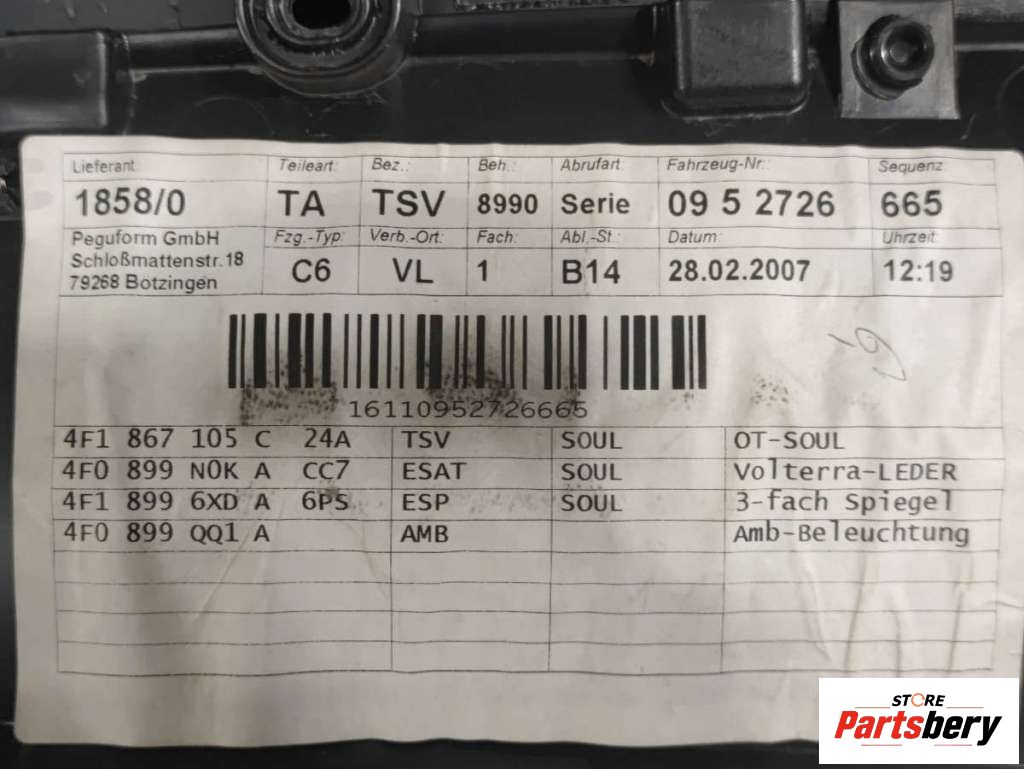 Lieferant: Teileart: Bez.: Beh.: Abrufart: Fahrzeug-Nr.: Sequenz:
1858/0 TA TSV 8990 Serie 09 5 2726 665
Peguform GmbH Fzg.-Typ: Verb.-Ort: Fach: Abl.-St.: Datum: Uhrzeit:
Schloßmattenstr.18
79268 Bötzingen C6 VL 1 B14 28.02.2007 12:19
16110952726665
4F1 867 105 C 24A TSV SOUL OT-SOUL
4F0 899 N0K A CC7 ESAT SOUL Volterra-LEDER
4F1 899 6XD A 6PS ESP SOUL 3-fach Spiegel
4F0 899 QQ1 A AMB Amb-Beleuchtung
STORE
Partsbery